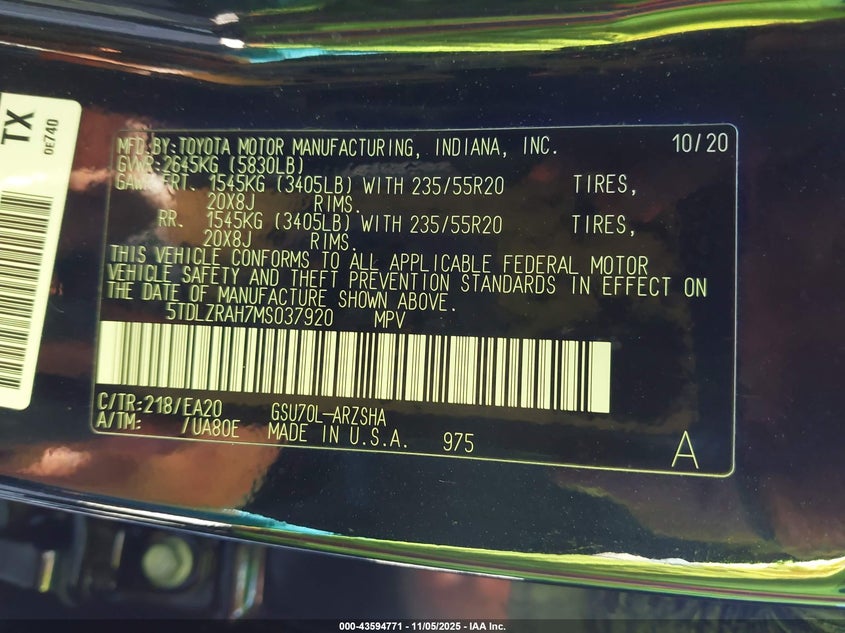 TX
0E740
MFD.BY:TOYOTA MOTOR MANUFACTURING, INDIANA, INC. 10/20
GVWR:2645KG (5830LB)
GAWR FRT. 1545KG (3405LB) WITH 235/55R20 TIRES,
20X8J RIMS.
RR. 1545KG (3405LB) WITH 235/55R20 TIRES,
20X8J RIMS.
THIS VEHICLE CONFORMS TO ALL APPLICABLE FEDERAL MOTOR
VEHICLE SAFETY AND THEFT PREVENTION STANDARDS IN EFFECT ON
THE DATE OF MANUFACTURE SHOWN ABOVE.
5TDLZRAH7MS037920 MPV
C/TR:218/EA20 GSU70L-ARZSHA
A/TM: /UA80E MADE IN U.S.A. 975
A
000-43594771 - 11/05/2025 - IAA Inc.